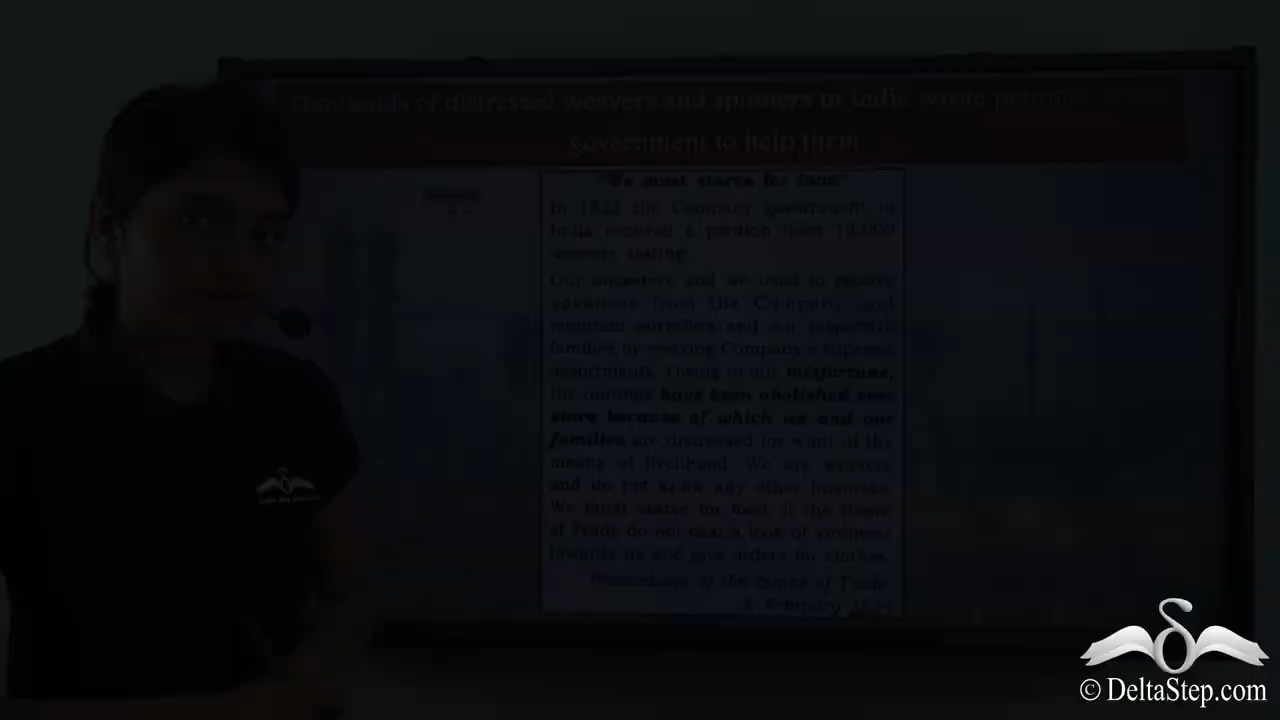 Thousands of distressed weavers and spinners in India wrote petitions
government to help them
"We must starve for food"
In 1823 the Company government in
India received a petition from 12,000
weavers stating
Our ancestors and we used to receive
advances from the Company and
maintain ourselves and our respective
families by weaving Company's superior
assortments. Owing to our misfortune,
the aurangs have been abolished ever
since because of which we and our
families are distressed for want of the
means of livelihood. We are weavers
and do not know any other business.
We must starve for food, if the Board
of Trade do not cast a look of kindness
towards us and give orders for clothes.
Proceedings of the Board of Trade
3 February 1824
© DeltaStep.com